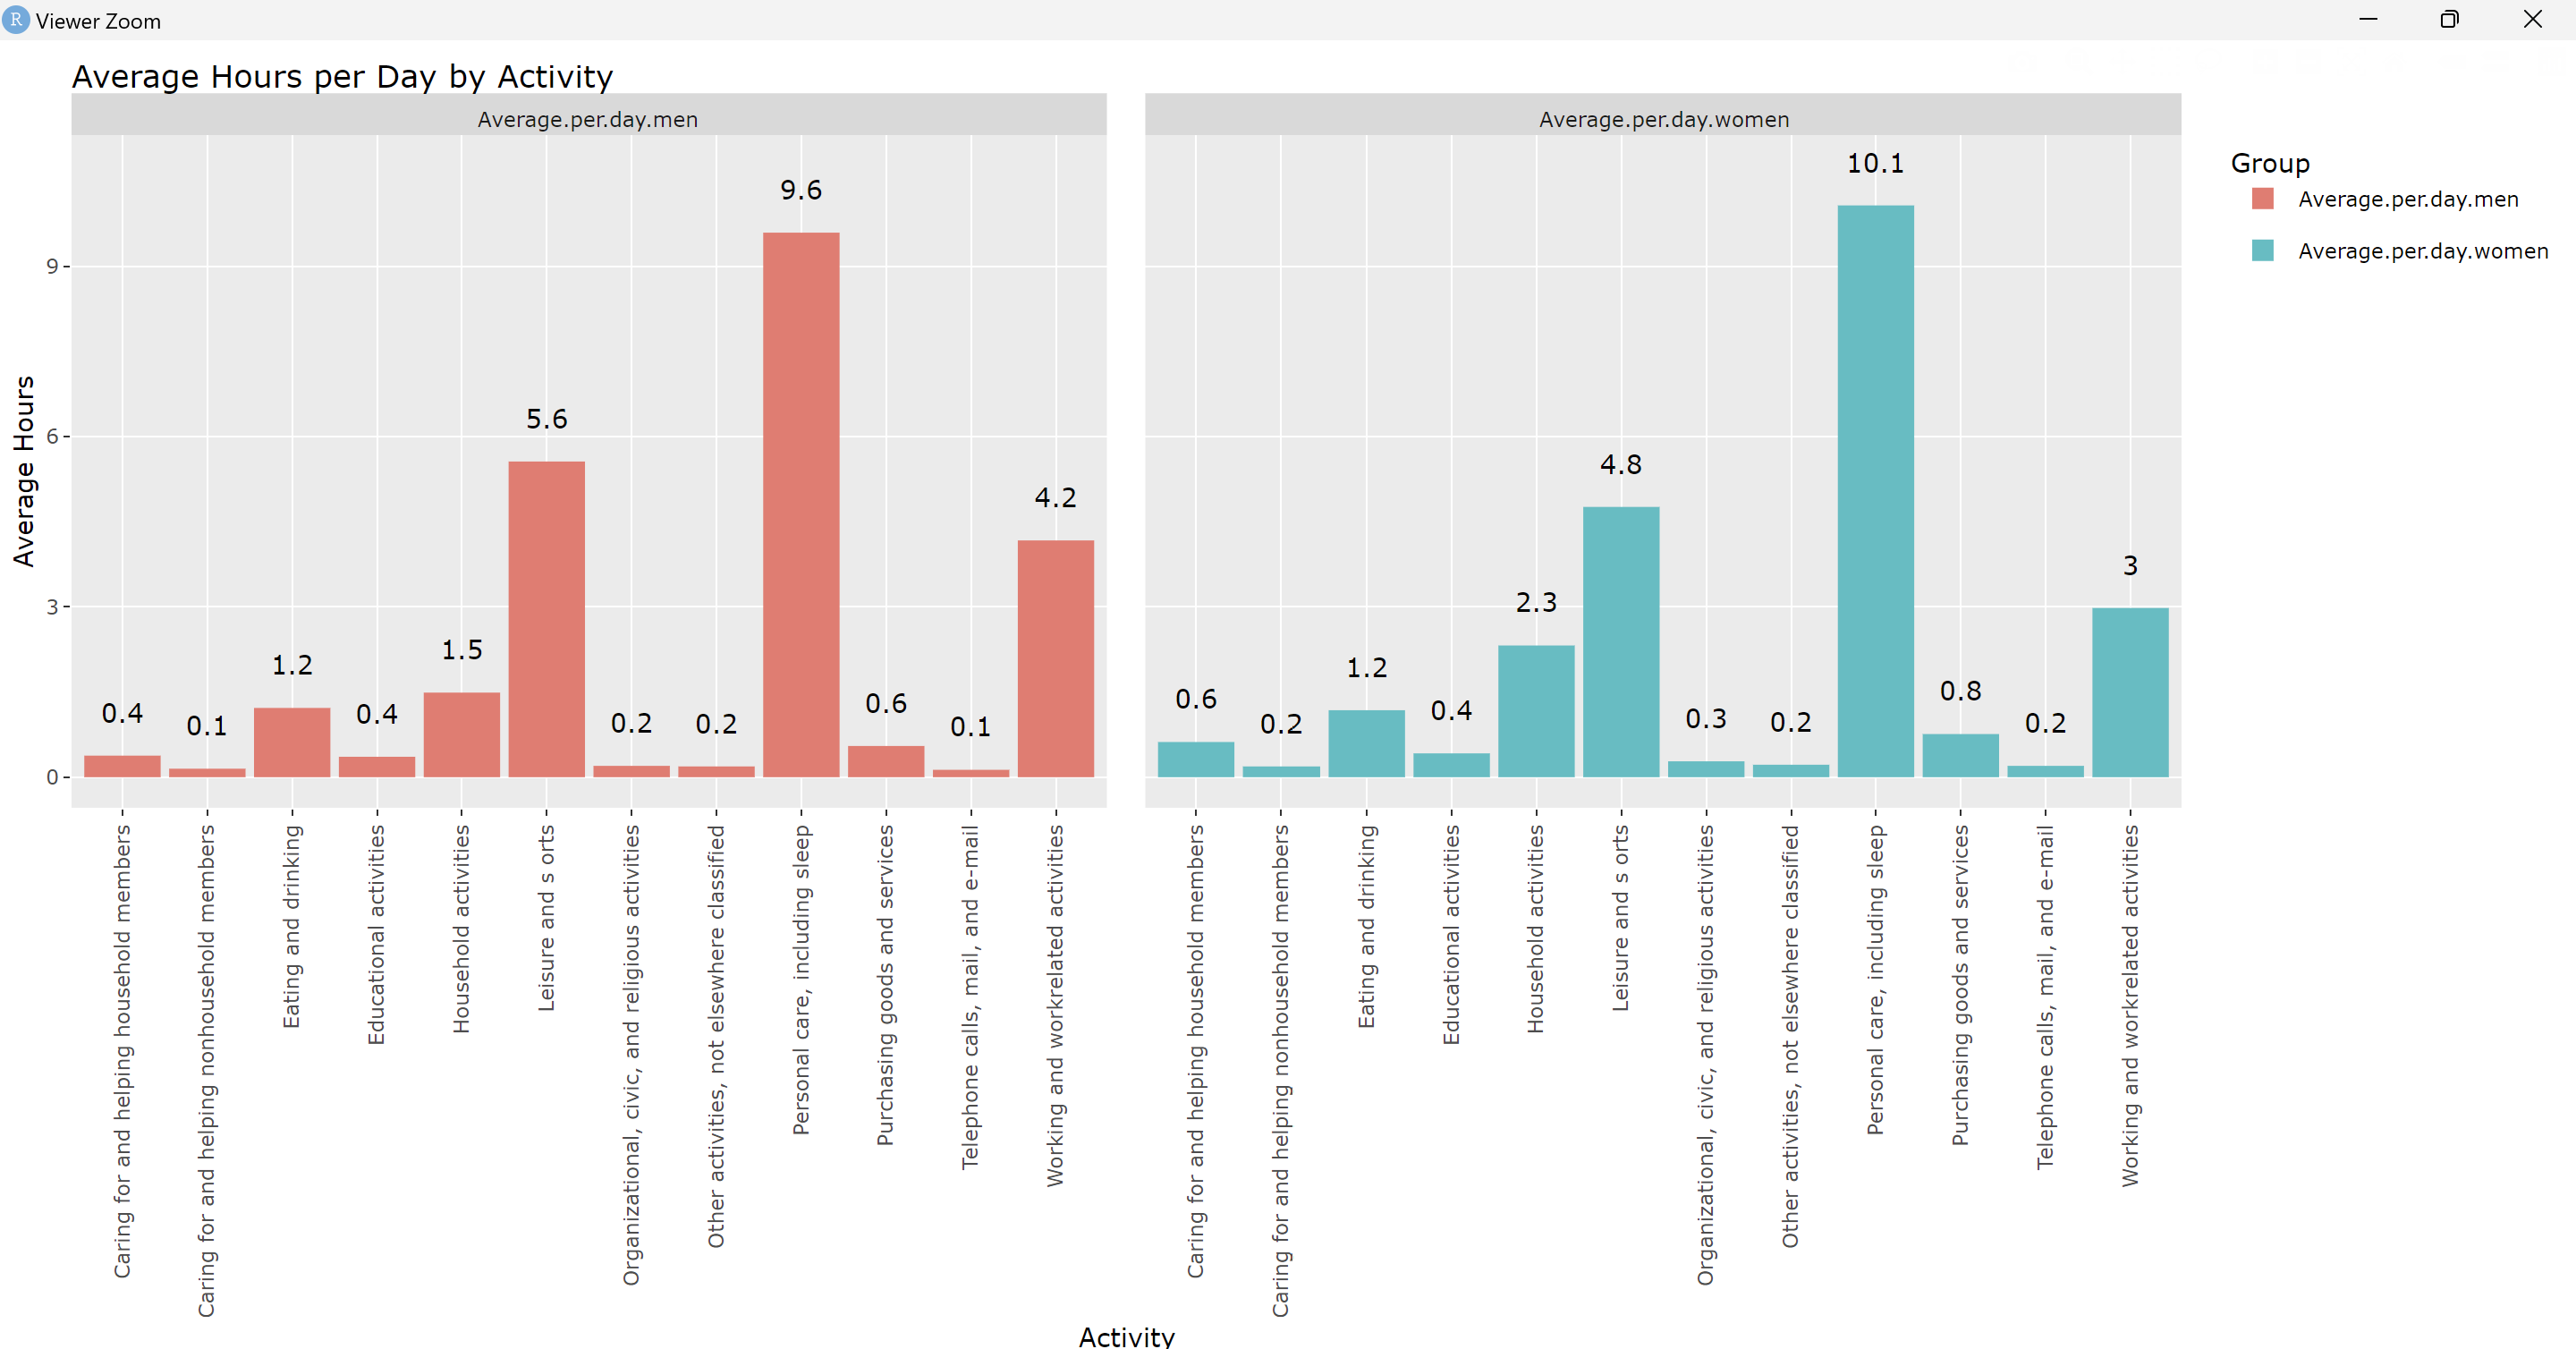 R Viewer Zoom
Average Hours per Day by Activity
Average.per.day.men
Average.per.day.women
Group
Average.per.day.men
Average.per.day.women
Average Hours
9
6
3
0
0.4
0.1
1.2
0.4
1.5
5.6
0.2
0.2
9.6
0.6
0.1
4.2
0.6
0.2
1.2
0.4
2.3
4.8
0.3
0.2
10.1
0.8
0.2
3
Caring for and helping household members
Caring for and helping nonhousehold members
Eating and drinking
Educational activities
Household activities
Leisure and s orts
Organizational, civic, and religious activities
Other activities, not elsewhere classified
Personal care, including sleep
Purchasing goods and services
Telephone calls, mail, and e-mail
Working and workrelated activities
Caring for and helping household members
Caring for and helping nonhousehold members
Eating and drinking
Educational activities
Household activities
Leisure and s orts
Organizational, civic, and religious activities
Other activities, not elsewhere classified
Personal care, including sleep
Purchasing goods and services
Telephone calls, mail, and e-mail
Working and workrelated activities
Activity